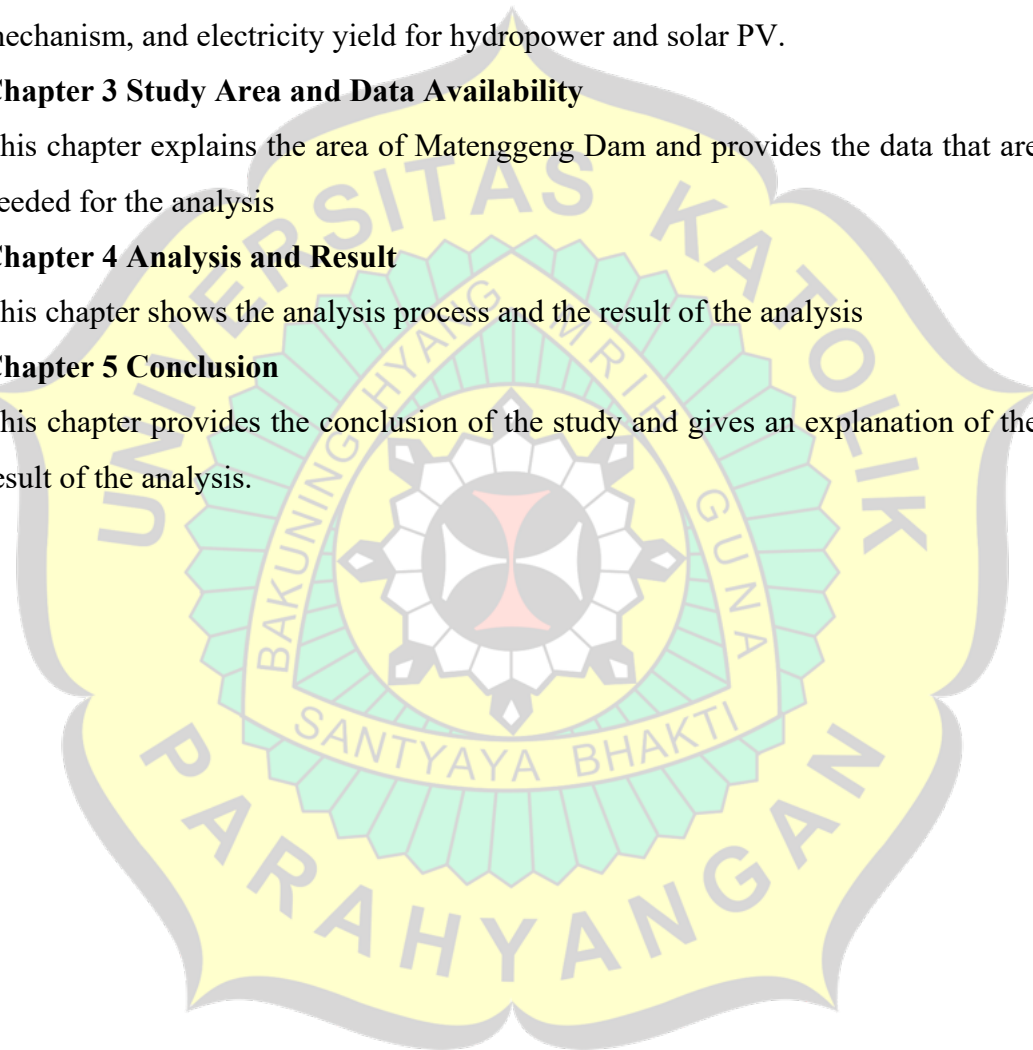 mechanism, and electricity yield for hydropower and solar PV.
Chapter 3 Study Area and Data Availability
his chapter explains the area of Matenggeng Dam and provides the data that are
eeded for the analysis
Chapter 4 Analysis and Result
his chapter shows the analysis process and the result of the analysis
Chapter 5 Conclusion
his chapter provides the conclusion of the study and gives an explanation of the
esult of the analysis.
UNIVERSITAS KATOLIK
PARAHYANGAN
BAKUNING HYANG MRIH GUNA
SANTYAYA BHAKTI